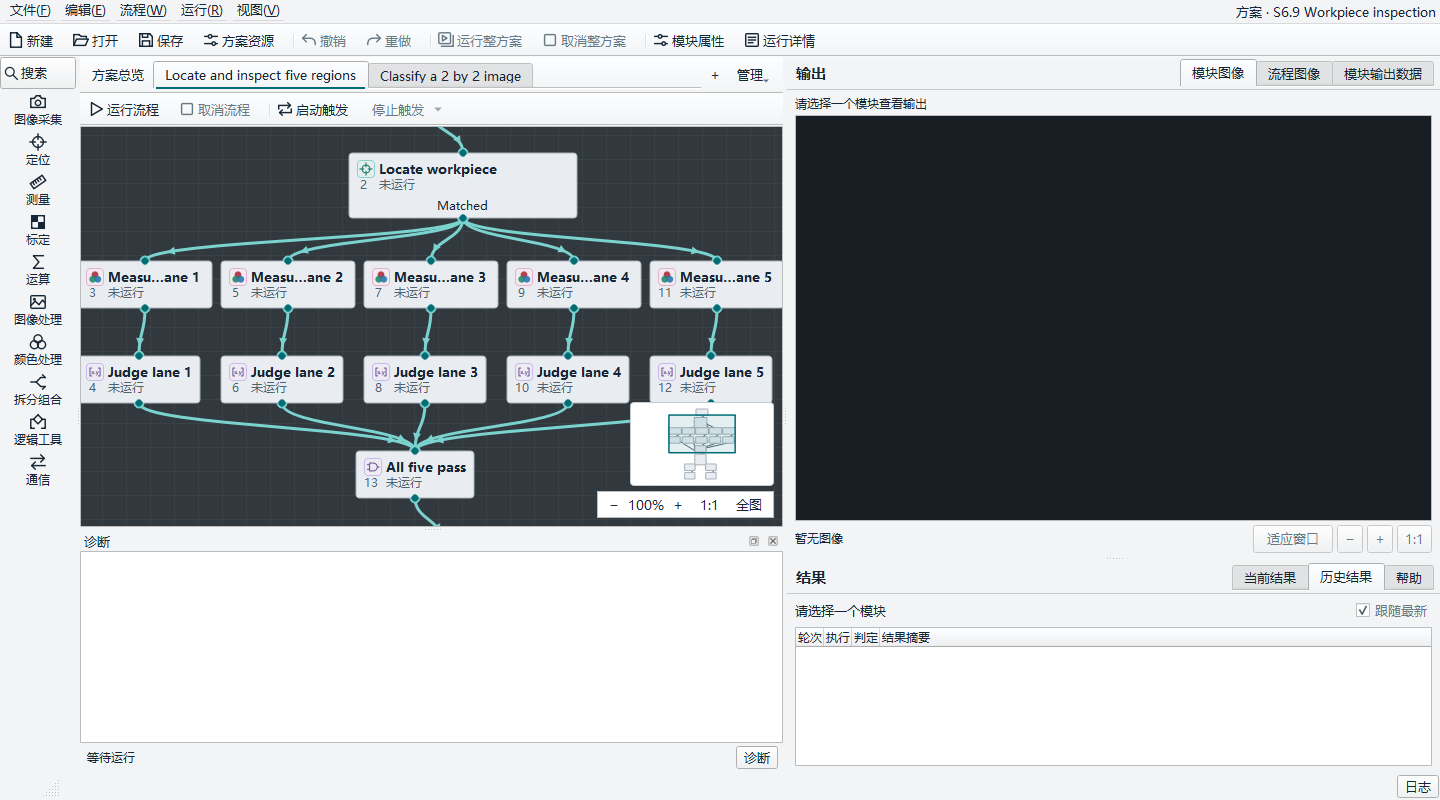 文件(F) 编辑(E) 流程(W) 运行(R) 视图(V) 方案 · S6.9 Workpiece inspection
新建 打开 保存 方案资源 撤销 重做 运行整方案 取消整方案 模块属性 运行详情
搜索
图像采集
定位
测量
标定
运算
图像处理
颜色处理
拆分组合
逻辑工具
通信
方案总览 Locate and inspect five regions Classify a 2 by 2 image + 管理
运行流程 取消流程 启动触发 停止触发
Locate workpiece
2 未运行
Matched
Measu...ane 1 Measu...ane 2 Measu...ane 3 Measu...ane 4 Measu...ane 5
3 未运行 5 未运行 7 未运行 9 未运行 11 未运行
Judge lane 1 Judge lane 2 Judge lane 3 Judge lane 4 Judge lane 5
4 未运行 6 未运行 8 未运行 10 未运行 12 未运行
All five pass
13 未运行
− 100% + 1:1 全图
诊断
等待运行 诊断
输出 模块图像 流程图像 模块输出数据
请选择一个模块查看输出
暂无图像 适应窗口 − + 1:1
结果 当前结果 历史结果 帮助
请选择一个模块 跟随最新
轮次 执行 判定 结果摘要
日志